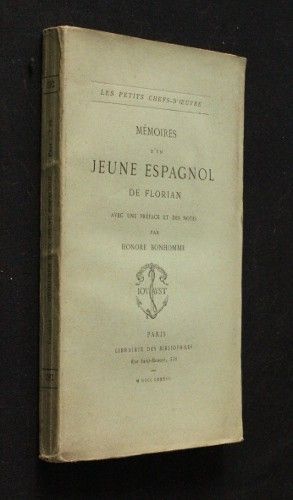 LES PETITS CHEFS-D'ŒUVRE
MÉMOIRES
D'UN
JEUNE ESPAGNOL
DE FLORIAN
AVEC UNE PRÉFACE ET DES NOTES
PAR
HONORÉ BONHOMME
PARIS
LIBRAIRIE DES BIBLIOPHILES
Rue Saint-Honoré, 338